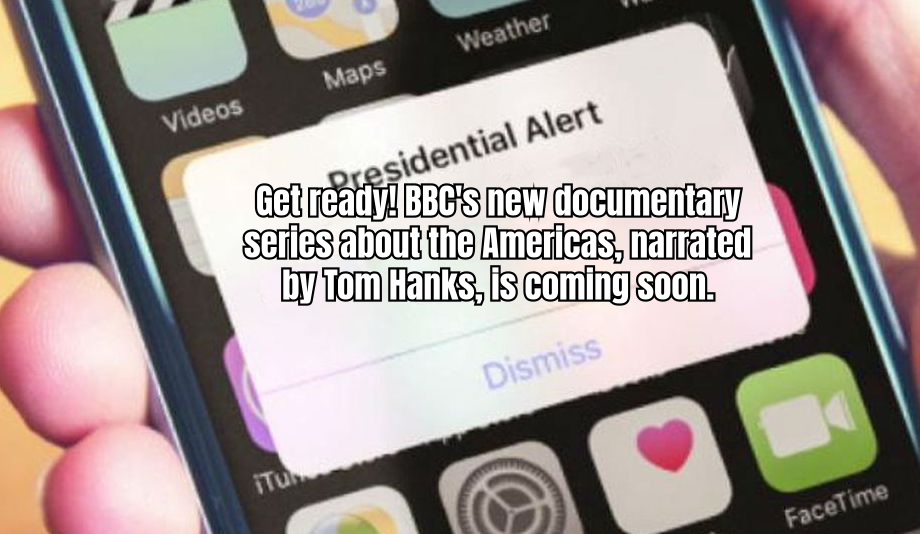 Weather
Maps
Videos
Presidential Alert
Get ready! BBC's new documentary
series about the Americas, narrated
by Tom Hanks, is coming soon.
Dismiss
FaceTime